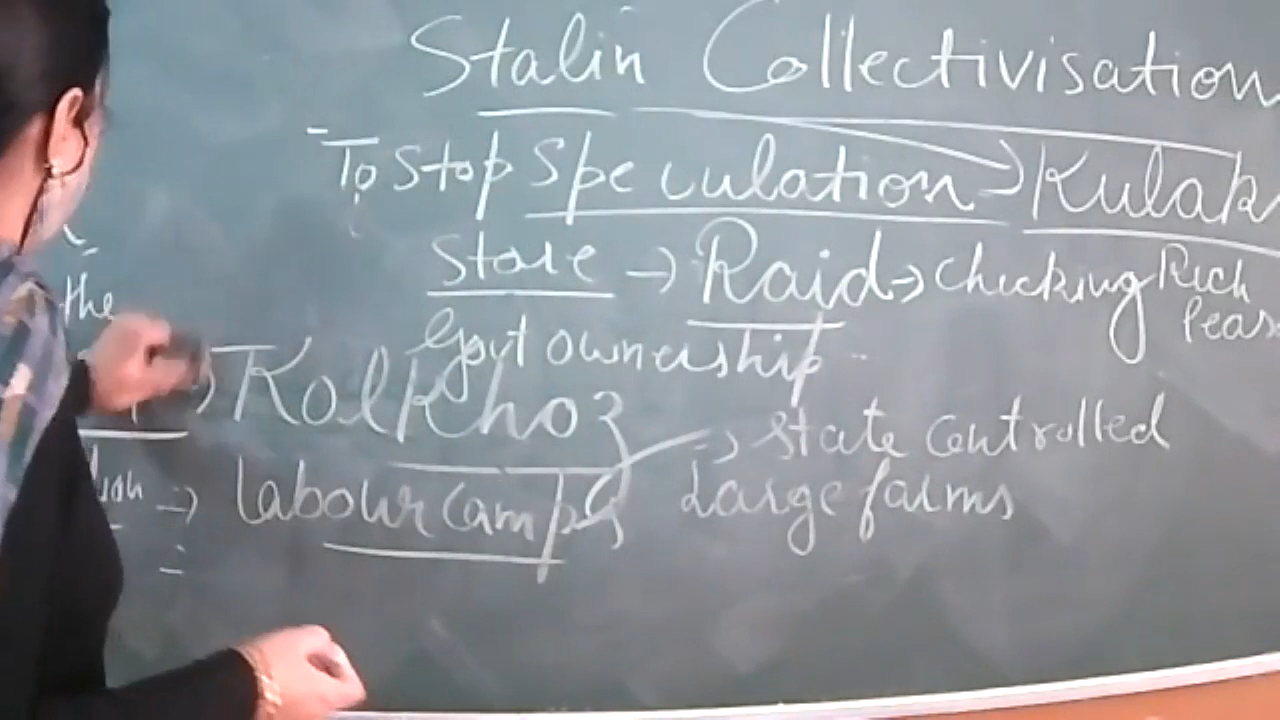 Stalin Collectivisation
- To stop speculation → Kulak
store → Raid → checking Rich
the Govt ownership Peas
→ Kolkhoz → state controlled
→ labour camps Large farms